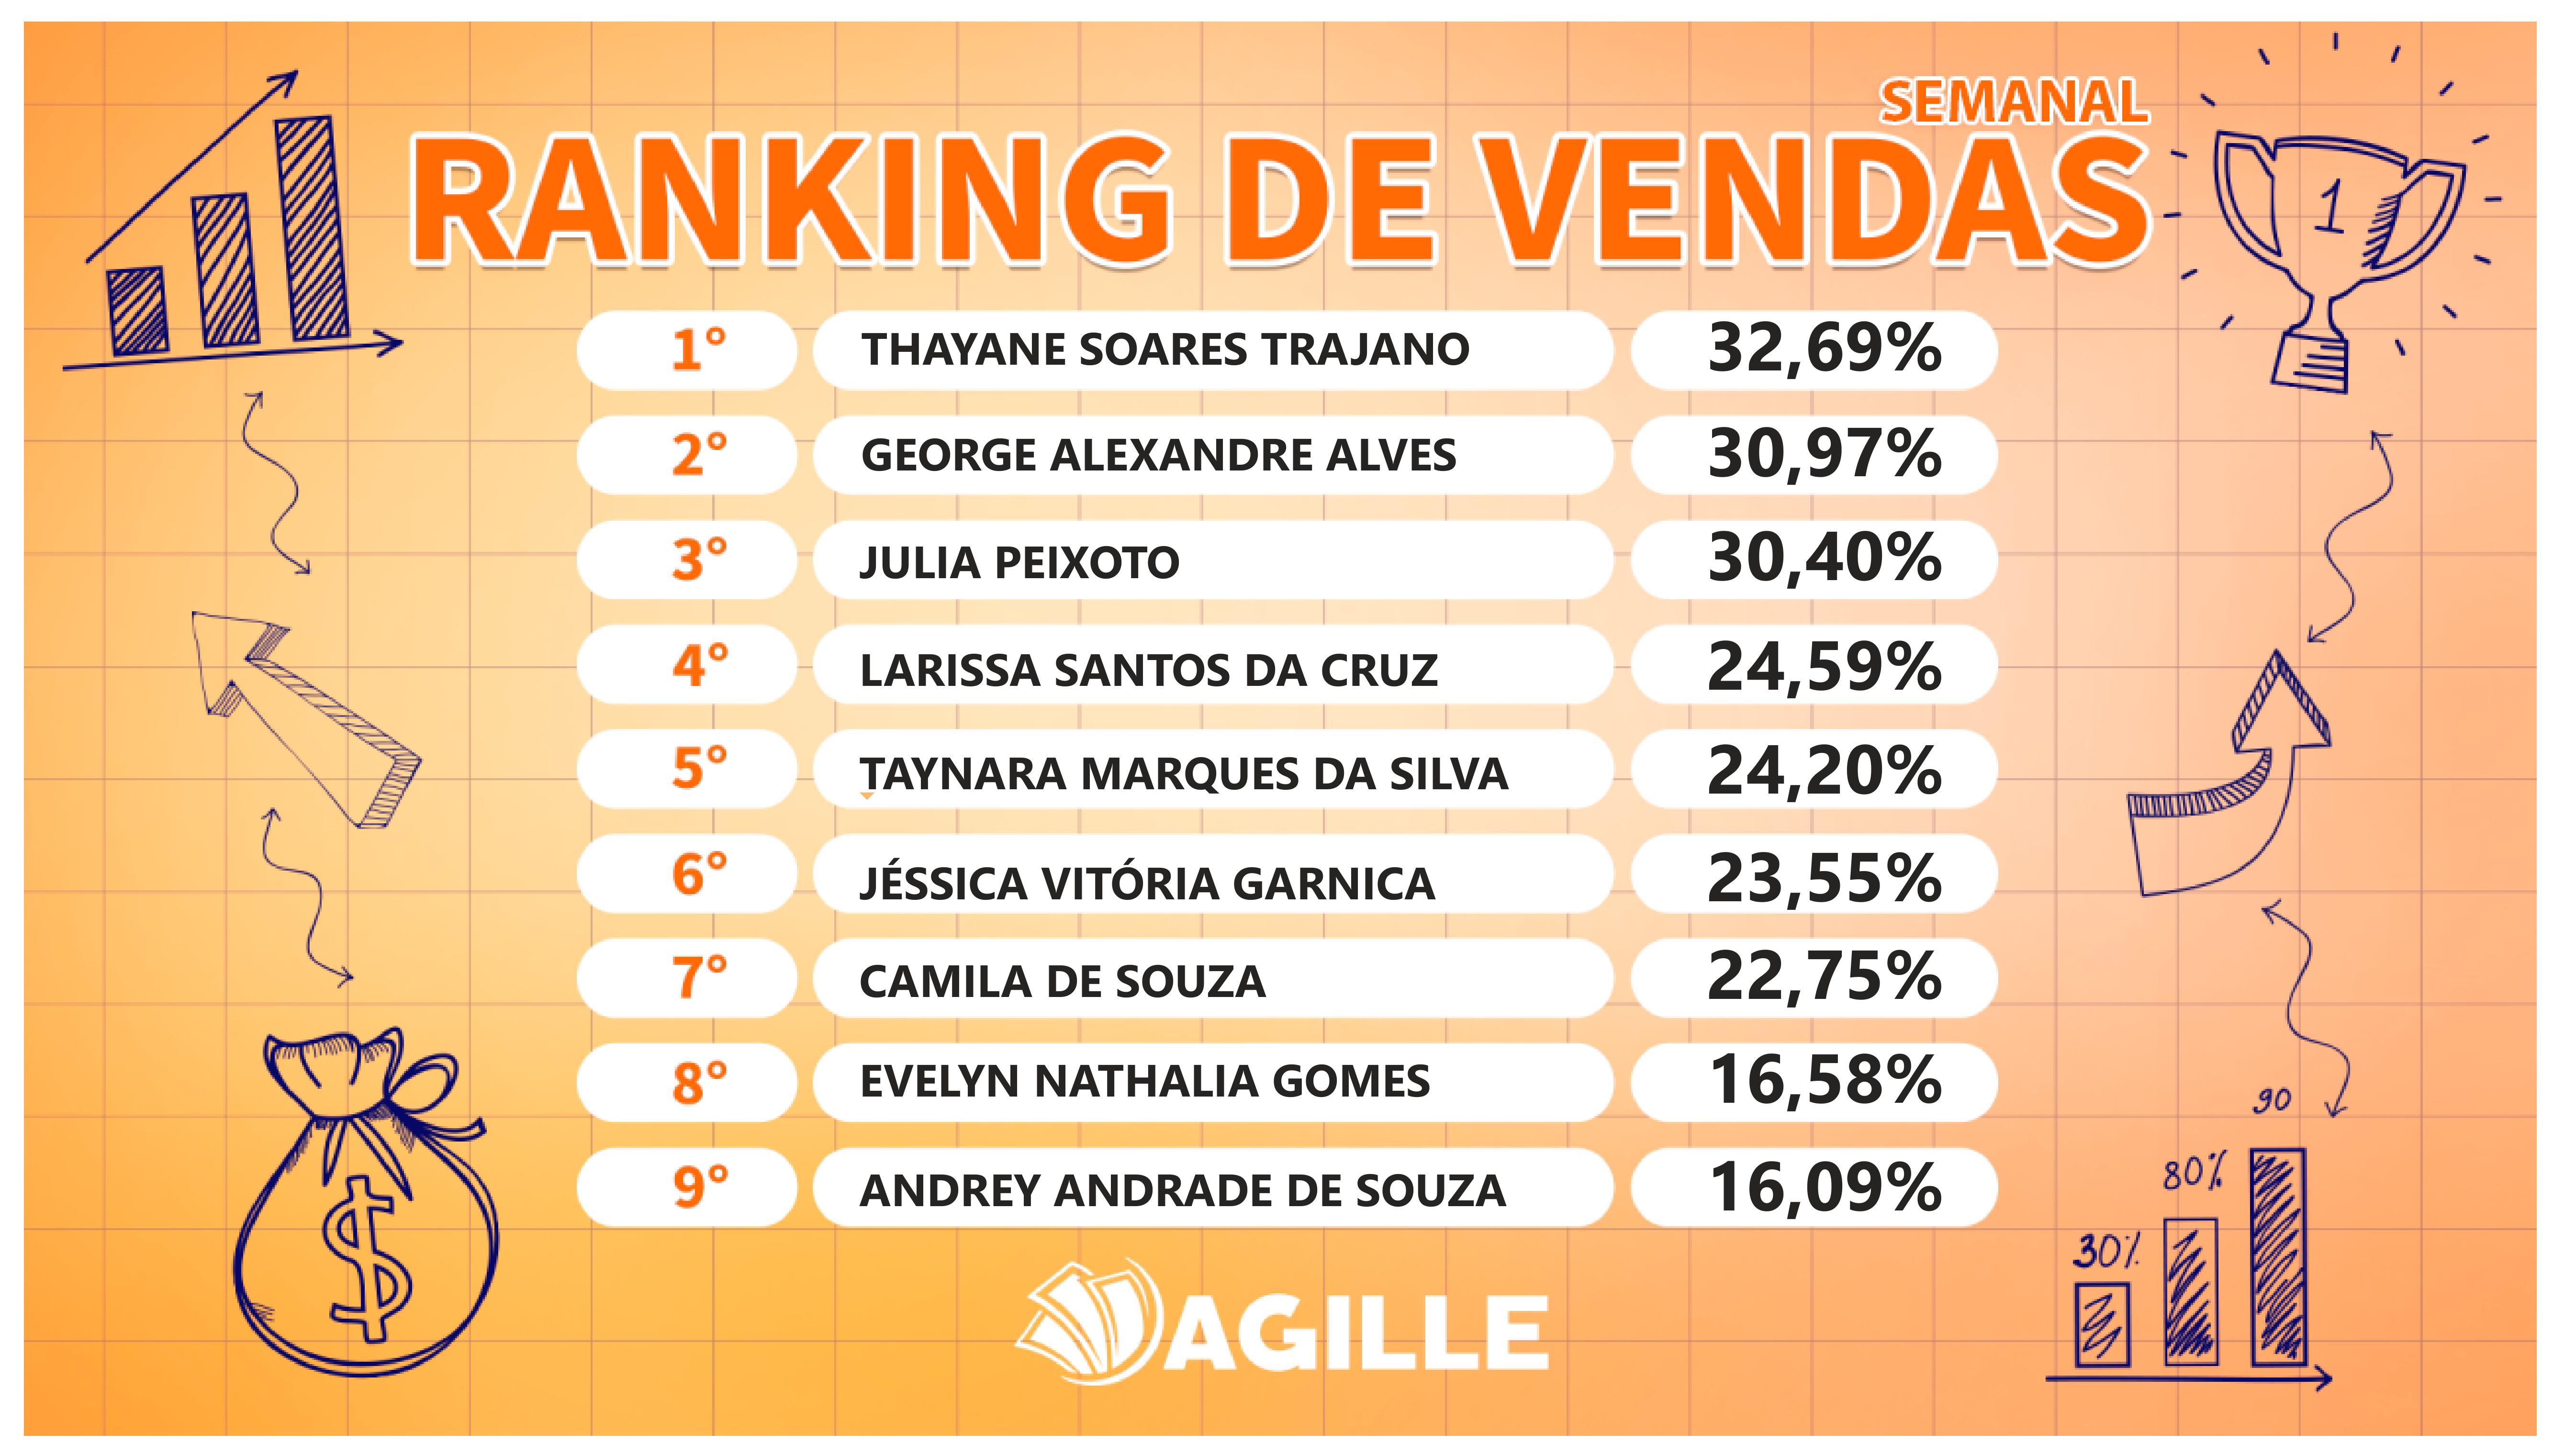 SEMANAL
RANKING DE VENDAS
1
1° THAYANE SOARES TRAJANO 32,69%
2° GEORGE ALEXANDRE ALVES 30,97%
3° JULIA PEIXOTO 30,40%
4° LARISSA SANTOS DA CRUZ 24,59%
5° TAYNARA MARQUES DA SILVA 24,20%
6° JÉSSICA VITÓRIA GARNICA 23,55%
7° CAMILA DE SOUZA 22,75%
8° EVELYN NATHALIA GOMES 16,58%
9° ANDREY ANDRADE DE SOUZA 16,09%
$
90
80%
30%
AGILLE